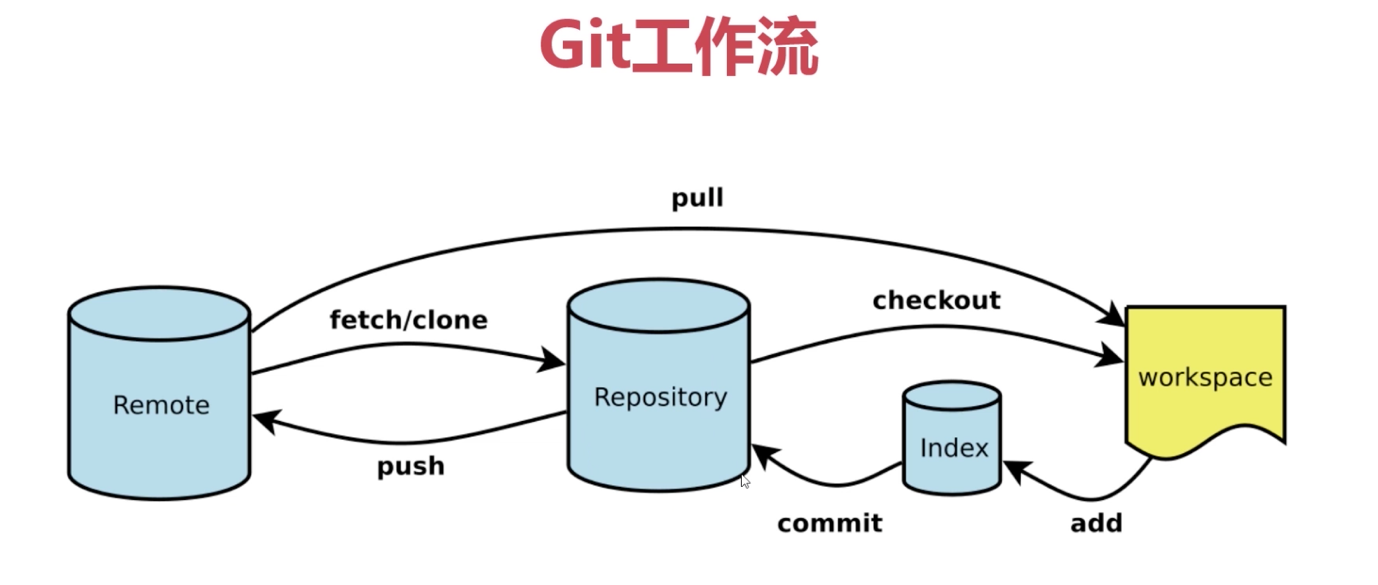 Git工作流
pull
fetch/clone
checkout
Remote
Repository
workspace
Index
push
commit
add